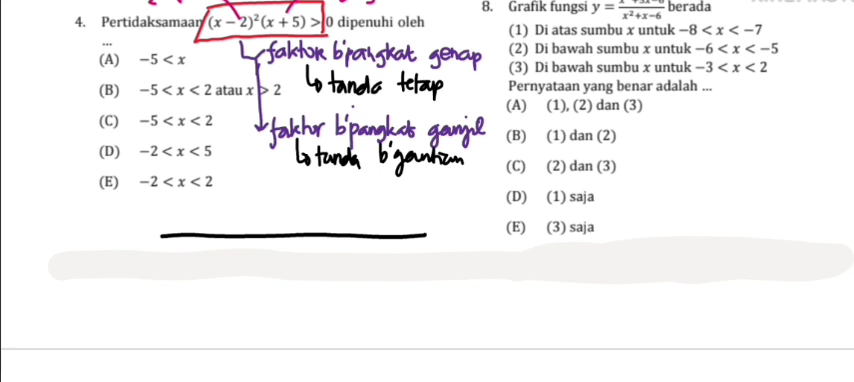 4. Pertidaksamaan (x − 2)²(x + 5) > 0 dipenuhi oleh
...
(A) −5 < x
(B) −5 < x < 2 atau x > 2
(C) −5 < x < 2
(D) −2 < x < 5
(E) −2 < x < 2
faktor b'pangkat genap
↳ tanda tetap
faktor b'pangkat ganjil
↳ tanda b'gantian
8. Grafik fungsi y = berada
x²+x−6
(1) Di atas sumbu x untuk −8 < x < −7
(2) Di bawah sumbu x untuk −6 < x < −5
(3) Di bawah sumbu x untuk −3 < x < 2
Pernyataan yang benar adalah ...
(A) (1), (2) dan (3)
(B) (1) dan (2)
(C) (2) dan (3)
(D) (1) saja
(E) (3) saja